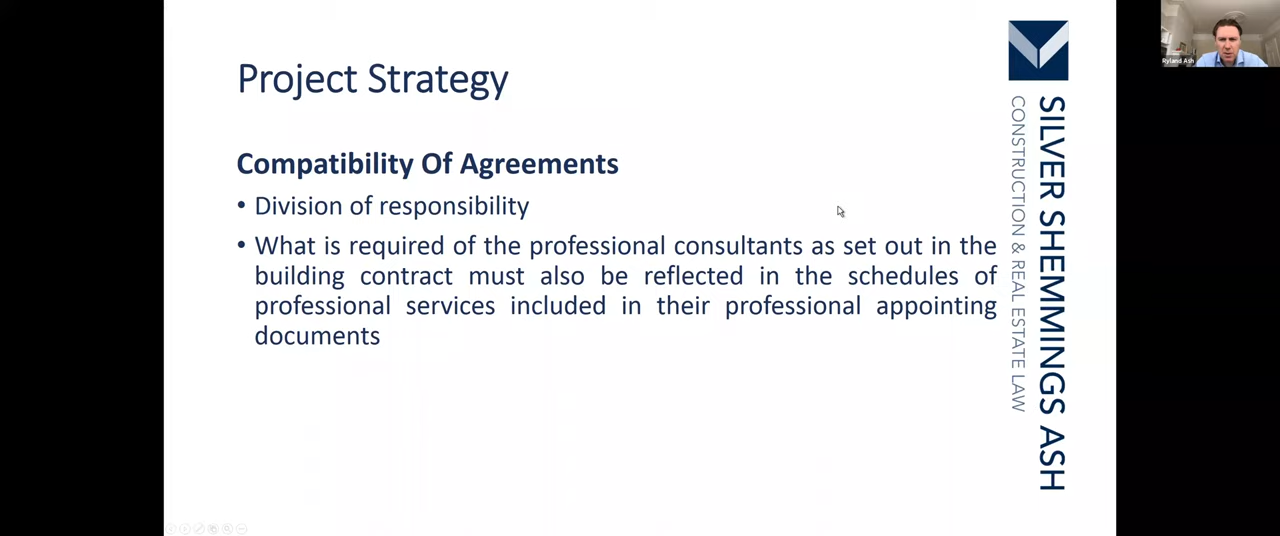 Project Strategy
Compatibility Of Agreements
• Division of responsibility
• What is required of the professional consultants as set out in the
building contract must also be reflected in the schedules of
professional services included in their professional appointing
documents
SILVER SHEMMINGS ASH
CONSTRUCTION & REAL ESTATE LAW
Ryland Ash